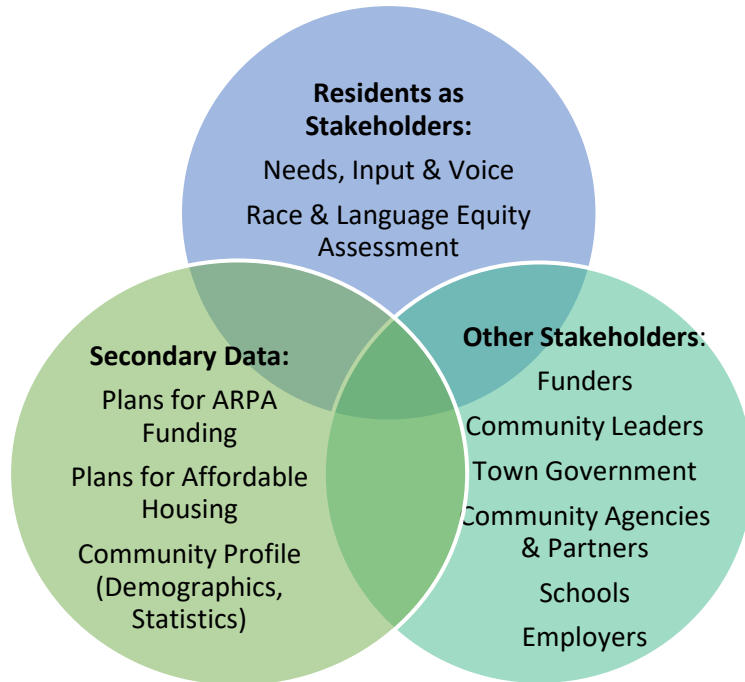 Residents as
Stakeholders:
Needs, Input & Voice
Race & Language Equity
Assessment
Secondary Data:
Plans for ARPA
Funding
Plans for Affordable
Housing
Community Profile
(Demographics,
Statistics)
Other Stakeholders:
Funders
Community Leaders
Town Government
Community Agencies
& Partners
Schools
Employers